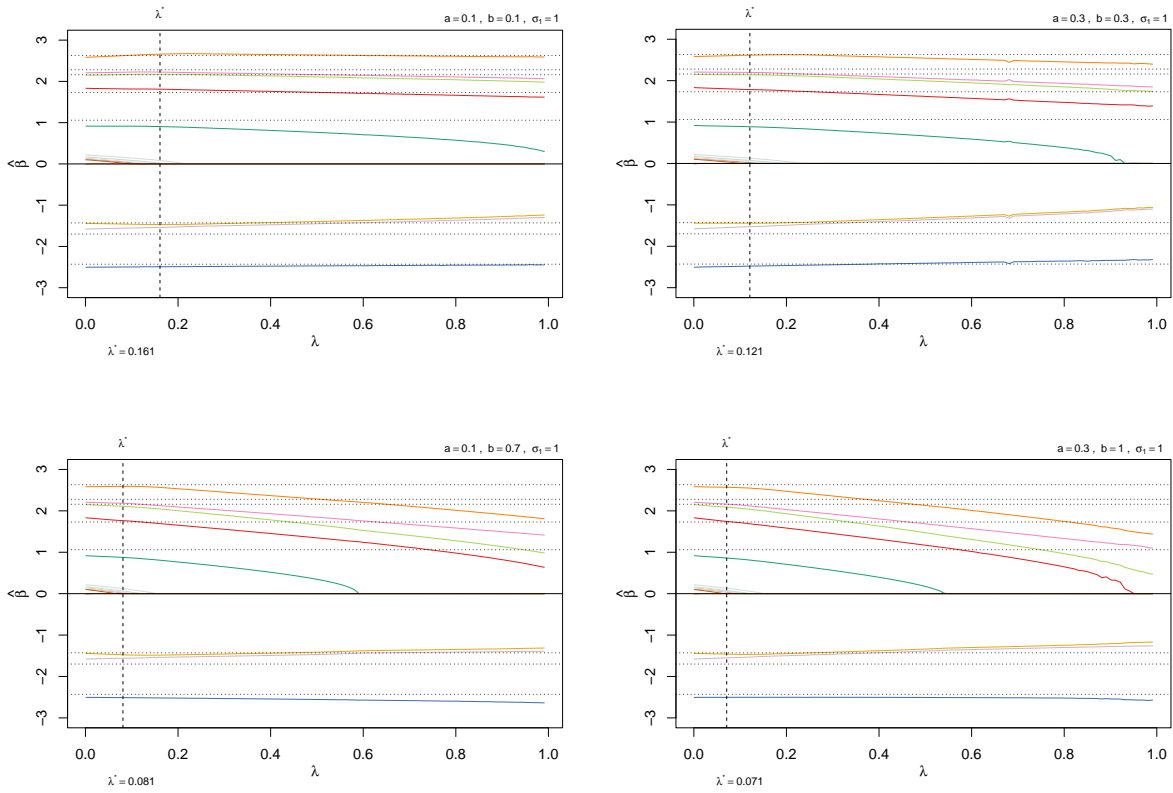 λ* a = 0.1 , b = 0.1 , σ₁ = 1
3
2
1
0
−1
−2
−3
β̂
0.0 0.2 0.4 0.6 0.8 1.0
λ
λ* = 0.161
λ* a = 0.3 , b = 0.3 , σ₁ = 1
3
2
1
0
−1
−2
−3
β̂
0.0 0.2 0.4 0.6 0.8 1.0
λ
λ* = 0.121
λ* a = 0.1 , b = 0.7 , σ₁ = 1
3
2
1
0
−1
−2
−3
β̂
0.0 0.2 0.4 0.6 0.8 1.0
λ
λ* = 0.081
λ* a = 0.3 , b = 1 , σ₁ = 1
3
2
1
0
−1
−2
−3
β̂
0.0 0.2 0.4 0.6 0.8 1.0
λ
λ* = 0.071